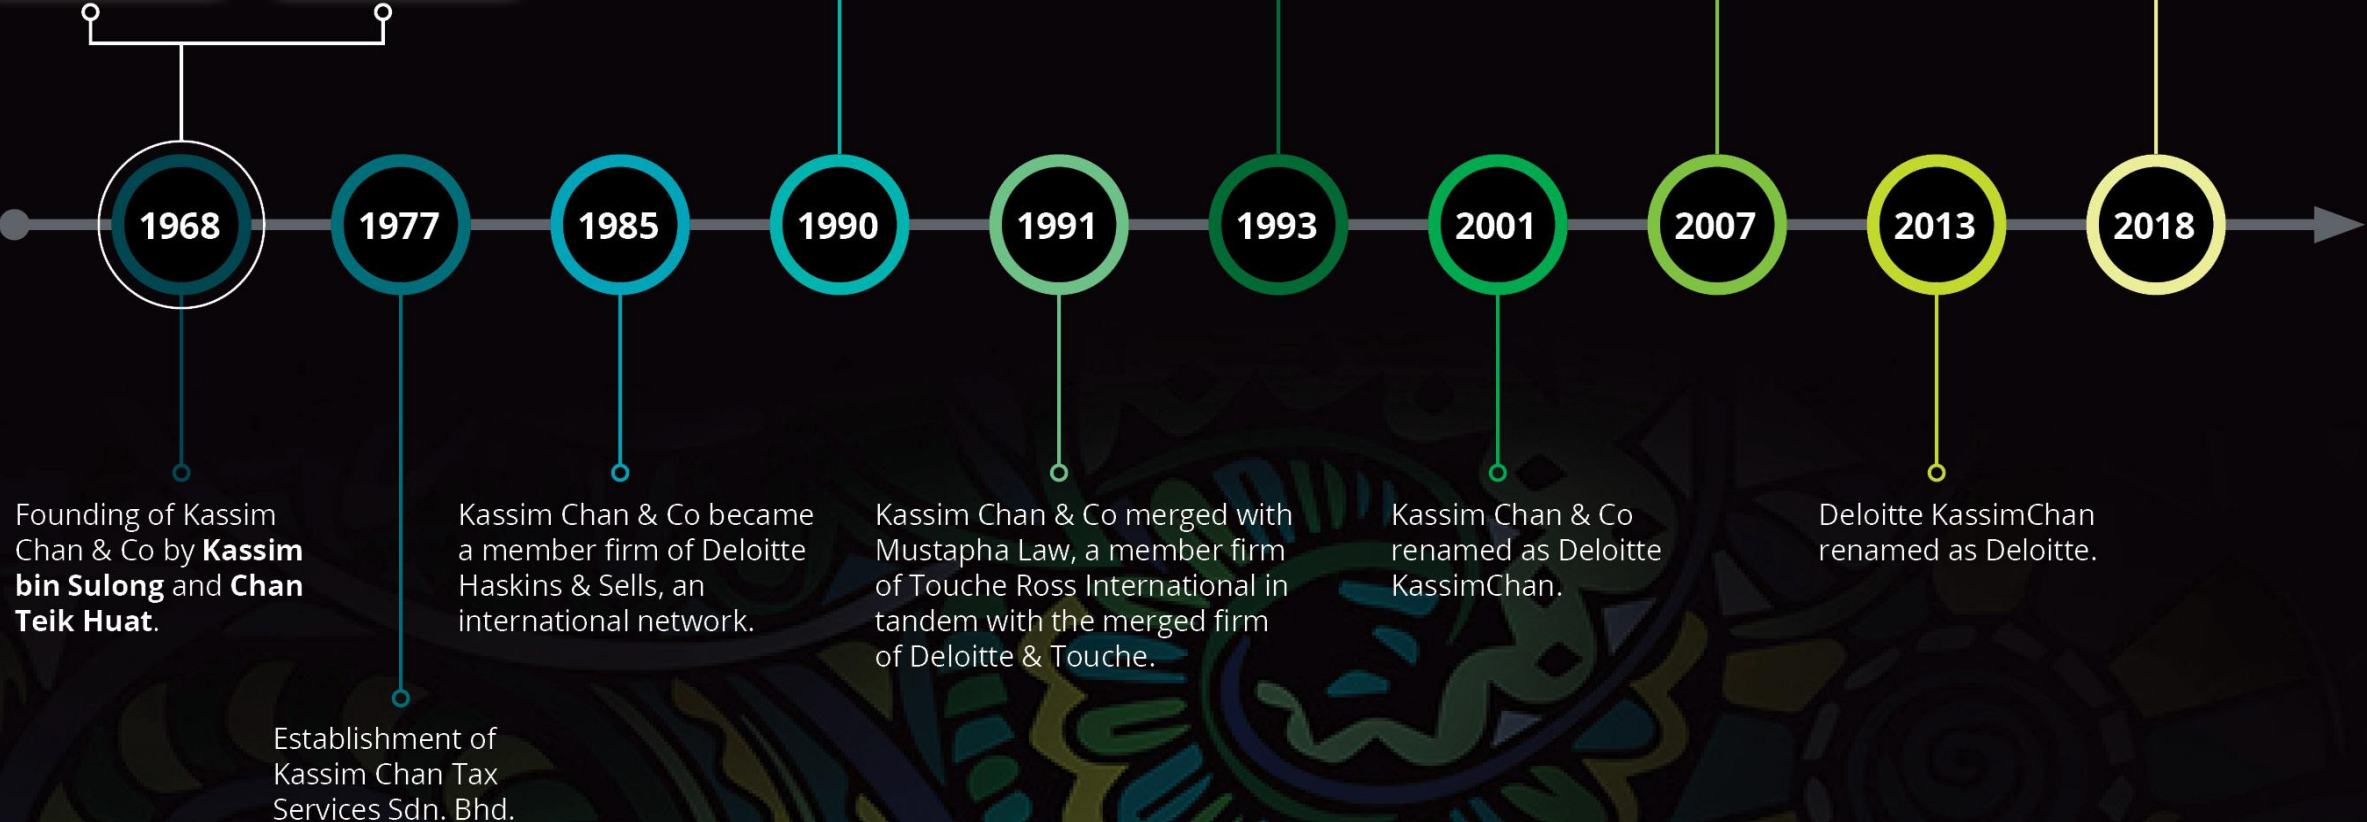 1968
1977
1985
1990
1991
1993
2001
2007
2013
2018
Founding of Kassim
Chan & Co by Kassim
bin Sulong and Chan
Teik Huat.
Establishment of
Kassim Chan Tax
Services Sdn. Bhd.
Kassim Chan & Co became
a member firm of Deloitte
Haskins & Sells, an
international network.
Kassim Chan & Co merged with
Mustapha Law, a member firm
of Touche Ross International in
tandem with the merged firm
of Deloitte & Touche.
Kassim Chan & Co
renamed as Deloitte
KassimChan.
Deloitte KassimChan
renamed as Deloitte.